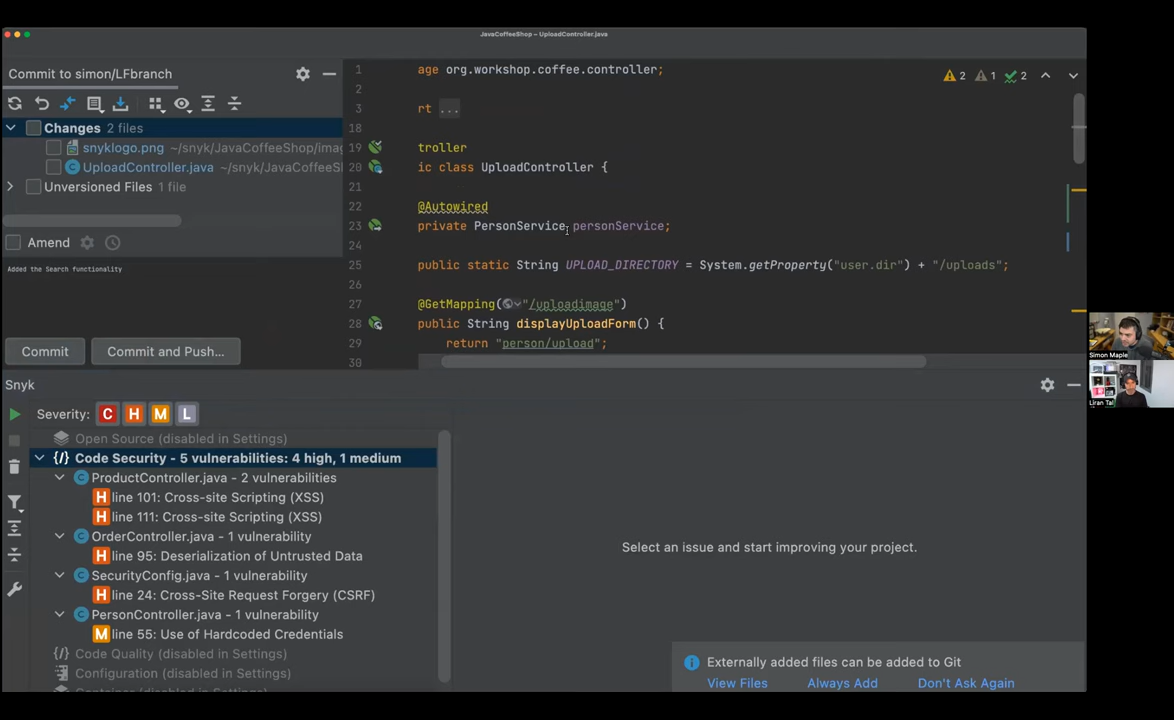 JavaCoffeeShop – UploadController.java
Commit to simon/LFbranch
Changes 2 files
snyklogo.png ~/snyk/JavaCoffeeShop/imag
UploadController.java ~/snyk/JavaCoffeeS
Unversioned Files 1 file
Amend
Added the Search functionality
Commit
Commit and Push...
2 1 2
1 age org.workshop.coffee.controller;
2
3 rt ...
18
19 troller
20 ic class UploadController {
21
22 @Autowired
23 private PersonService personService;
24
25 public static String UPLOAD_DIRECTORY = System.getProperty("user.dir") + "/uploads";
26
27 @GetMapping("/uploadimage")
28 public String displayUploadForm() {
29 return "person/upload";
30
Simon Maple
Liran Tal
Snyk
Severity: C H M L
Open Source (disabled in Settings)
{/} Code Security - 5 vulnerabilities: 4 high, 1 medium
C ProductController.java - 2 vulnerabilities
H line 101: Cross-site Scripting (XSS)
H line 111: Cross-site Scripting (XSS)
C OrderController.java - 1 vulnerability
H line 95: Deserialization of Untrusted Data
C SecurityConfig.java - 1 vulnerability
H line 24: Cross-Site Request Forgery (CSRF)
C PersonController.java - 1 vulnerability
M line 55: Use of Hardcoded Credentials
{/} Code Quality (disabled in Settings)
Configuration (disabled in Settings)
Select an issue and start improving your project.
Externally added files can be added to Git
View Files Always Add Don't Ask Again